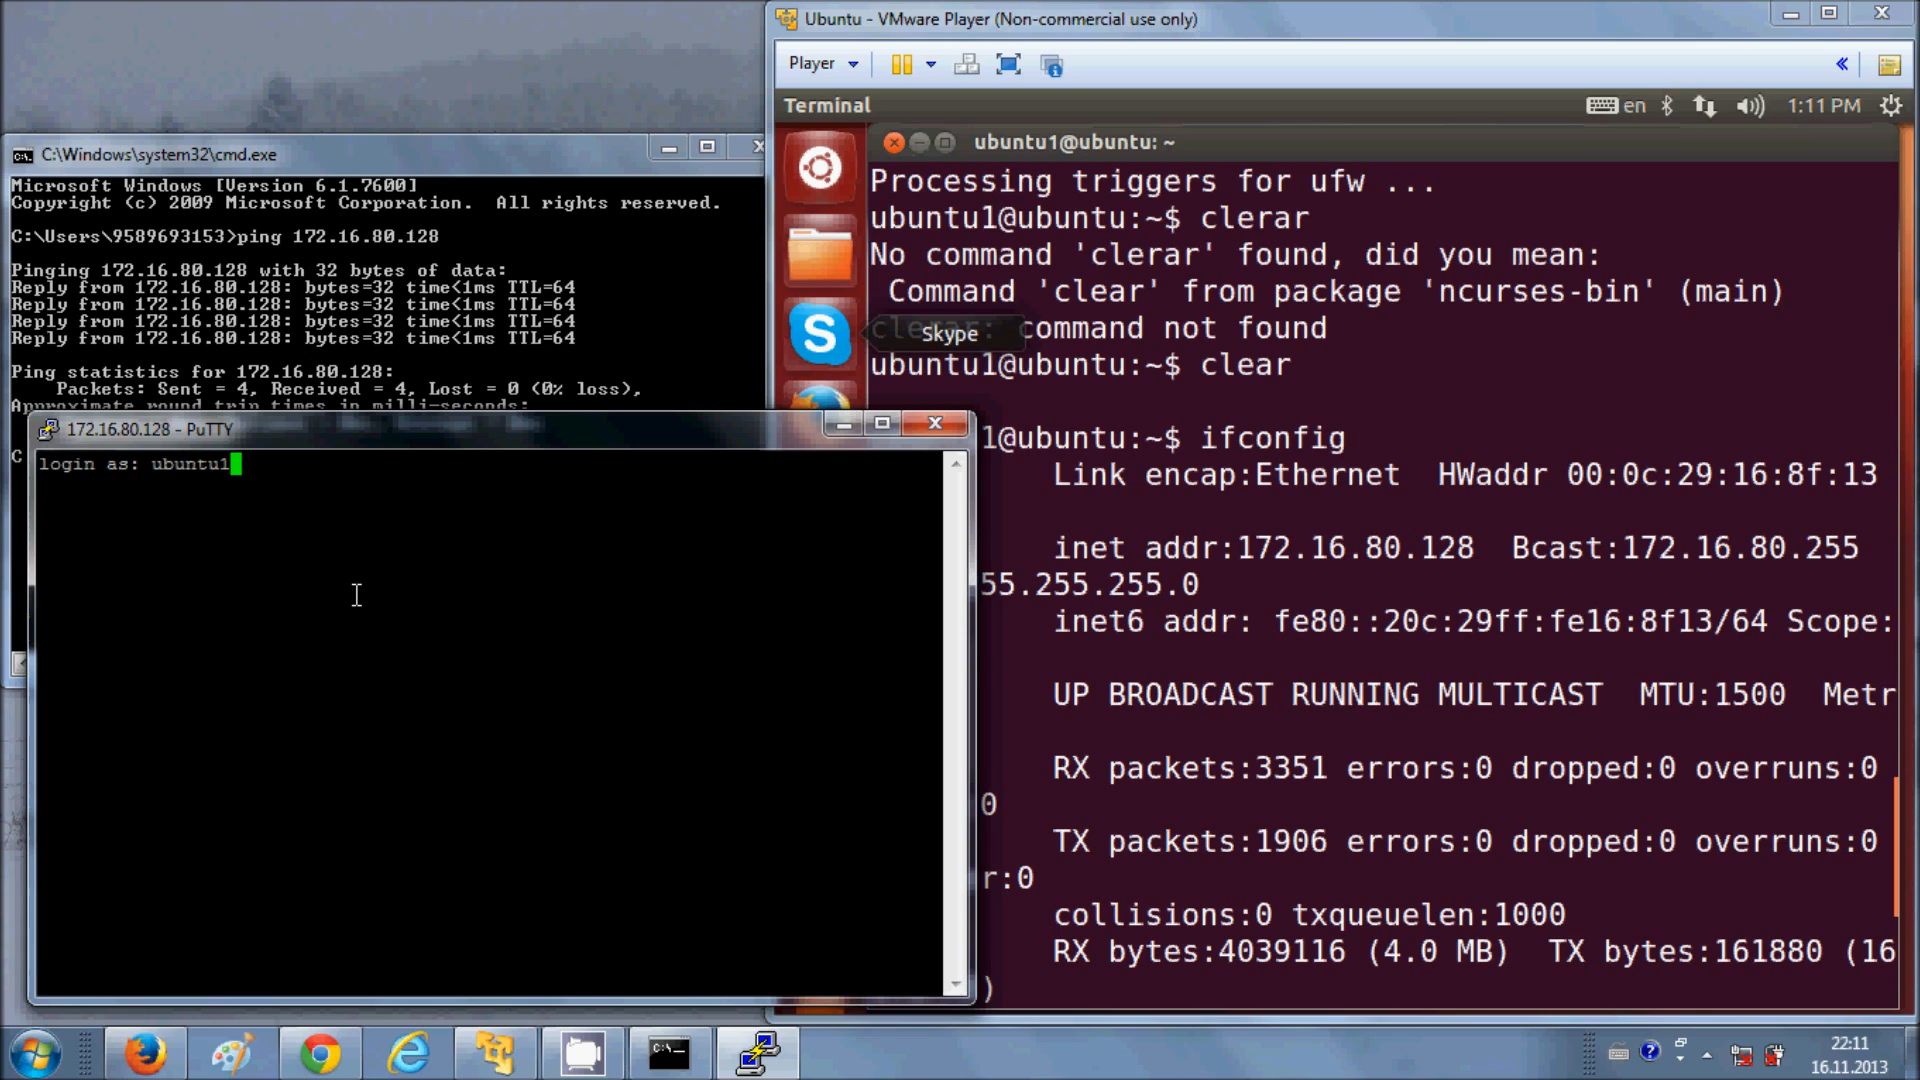 Ubuntu - VMware Player (Non-commercial use only)
Player
Terminal
en
1:11 PM
ubuntu1@ubuntu: ~
Processing triggers for ufw ...
ubuntu1@ubuntu:~$ clerar
No command 'clerar' found, did you mean:
Command 'clear' from package 'ncurses-bin' (main)
clerar: command not found
Skype
ubuntu1@ubuntu:~$ clear
1@ubuntu:~$ ifconfig
Link encap:Ethernet HWaddr 00:0c:29:16:8f:13
inet addr:172.16.80.128 Bcast:172.16.80.255
55.255.255.0
inet6 addr: fe80::20c:29ff:fe16:8f13/64 Scope:
UP BROADCAST RUNNING MULTICAST MTU:1500 Metr
RX packets:3351 errors:0 dropped:0 overruns:0
0
TX packets:1906 errors:0 dropped:0 overruns:0
r:0
collisions:0 txqueuelen:1000
RX bytes:4039116 (4.0 MB) TX bytes:161880 (16
)
C:\Windows\system32\cmd.exe
Microsoft Windows [Version 6.1.7600]
Copyright (c) 2009 Microsoft Corporation. All rights reserved.
C:\Users\9589693153>ping 172.16.80.128
Pinging 172.16.80.128 with 32 bytes of data:
Reply from 172.16.80.128: bytes=32 time<1ms TTL=64
Reply from 172.16.80.128: bytes=32 time<1ms TTL=64
Reply from 172.16.80.128: bytes=32 time<1ms TTL=64
Reply from 172.16.80.128: bytes=32 time<1ms TTL=64
Ping statistics for 172.16.80.128:
Packets: Sent = 4, Received = 4, Lost = 0 (0% loss),
Approximate round trip times in milli-seconds:
C
172.16.80.128 - PuTTY
login as: ubuntu1
22:11
16.11.2013